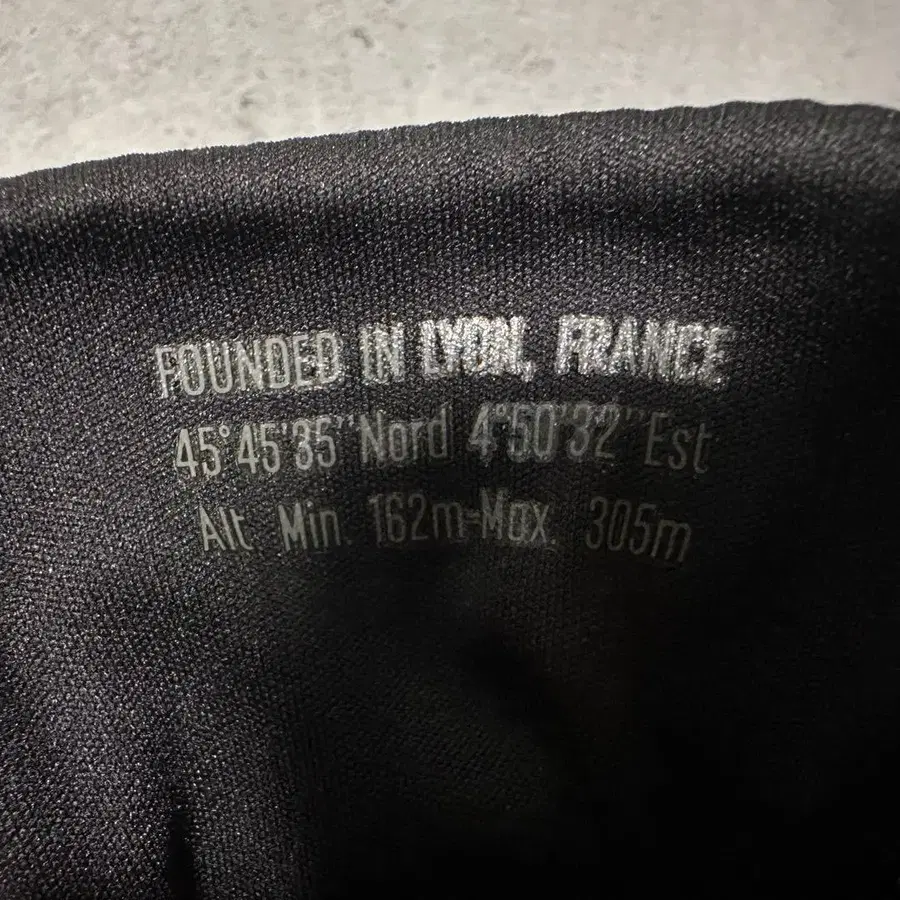 FOUNDED IN LYON, FRANCE
45°45'35''Nord 4°50'32''Est
Alt Min. 162m-Max. 305m